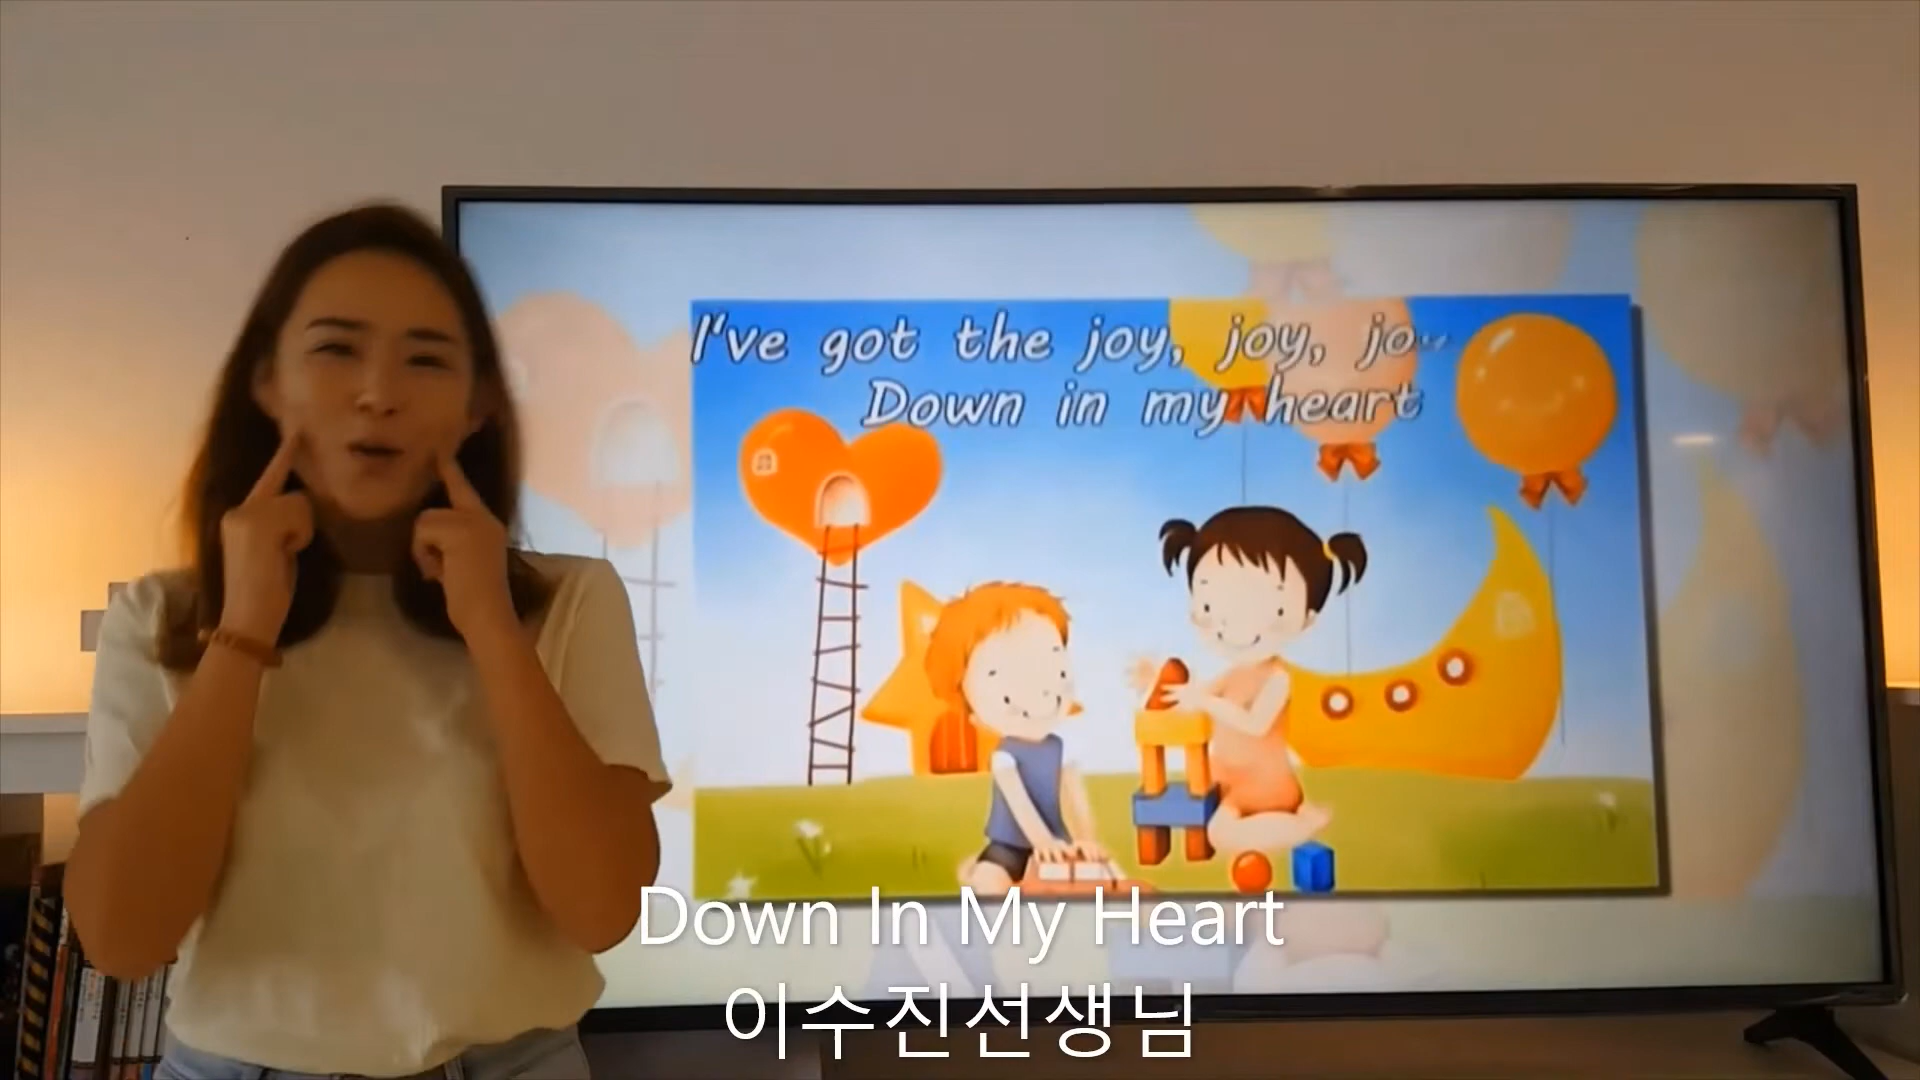 I've got the joy, joy, jo
Down in my heart
Down In My Heart
이수진선생님